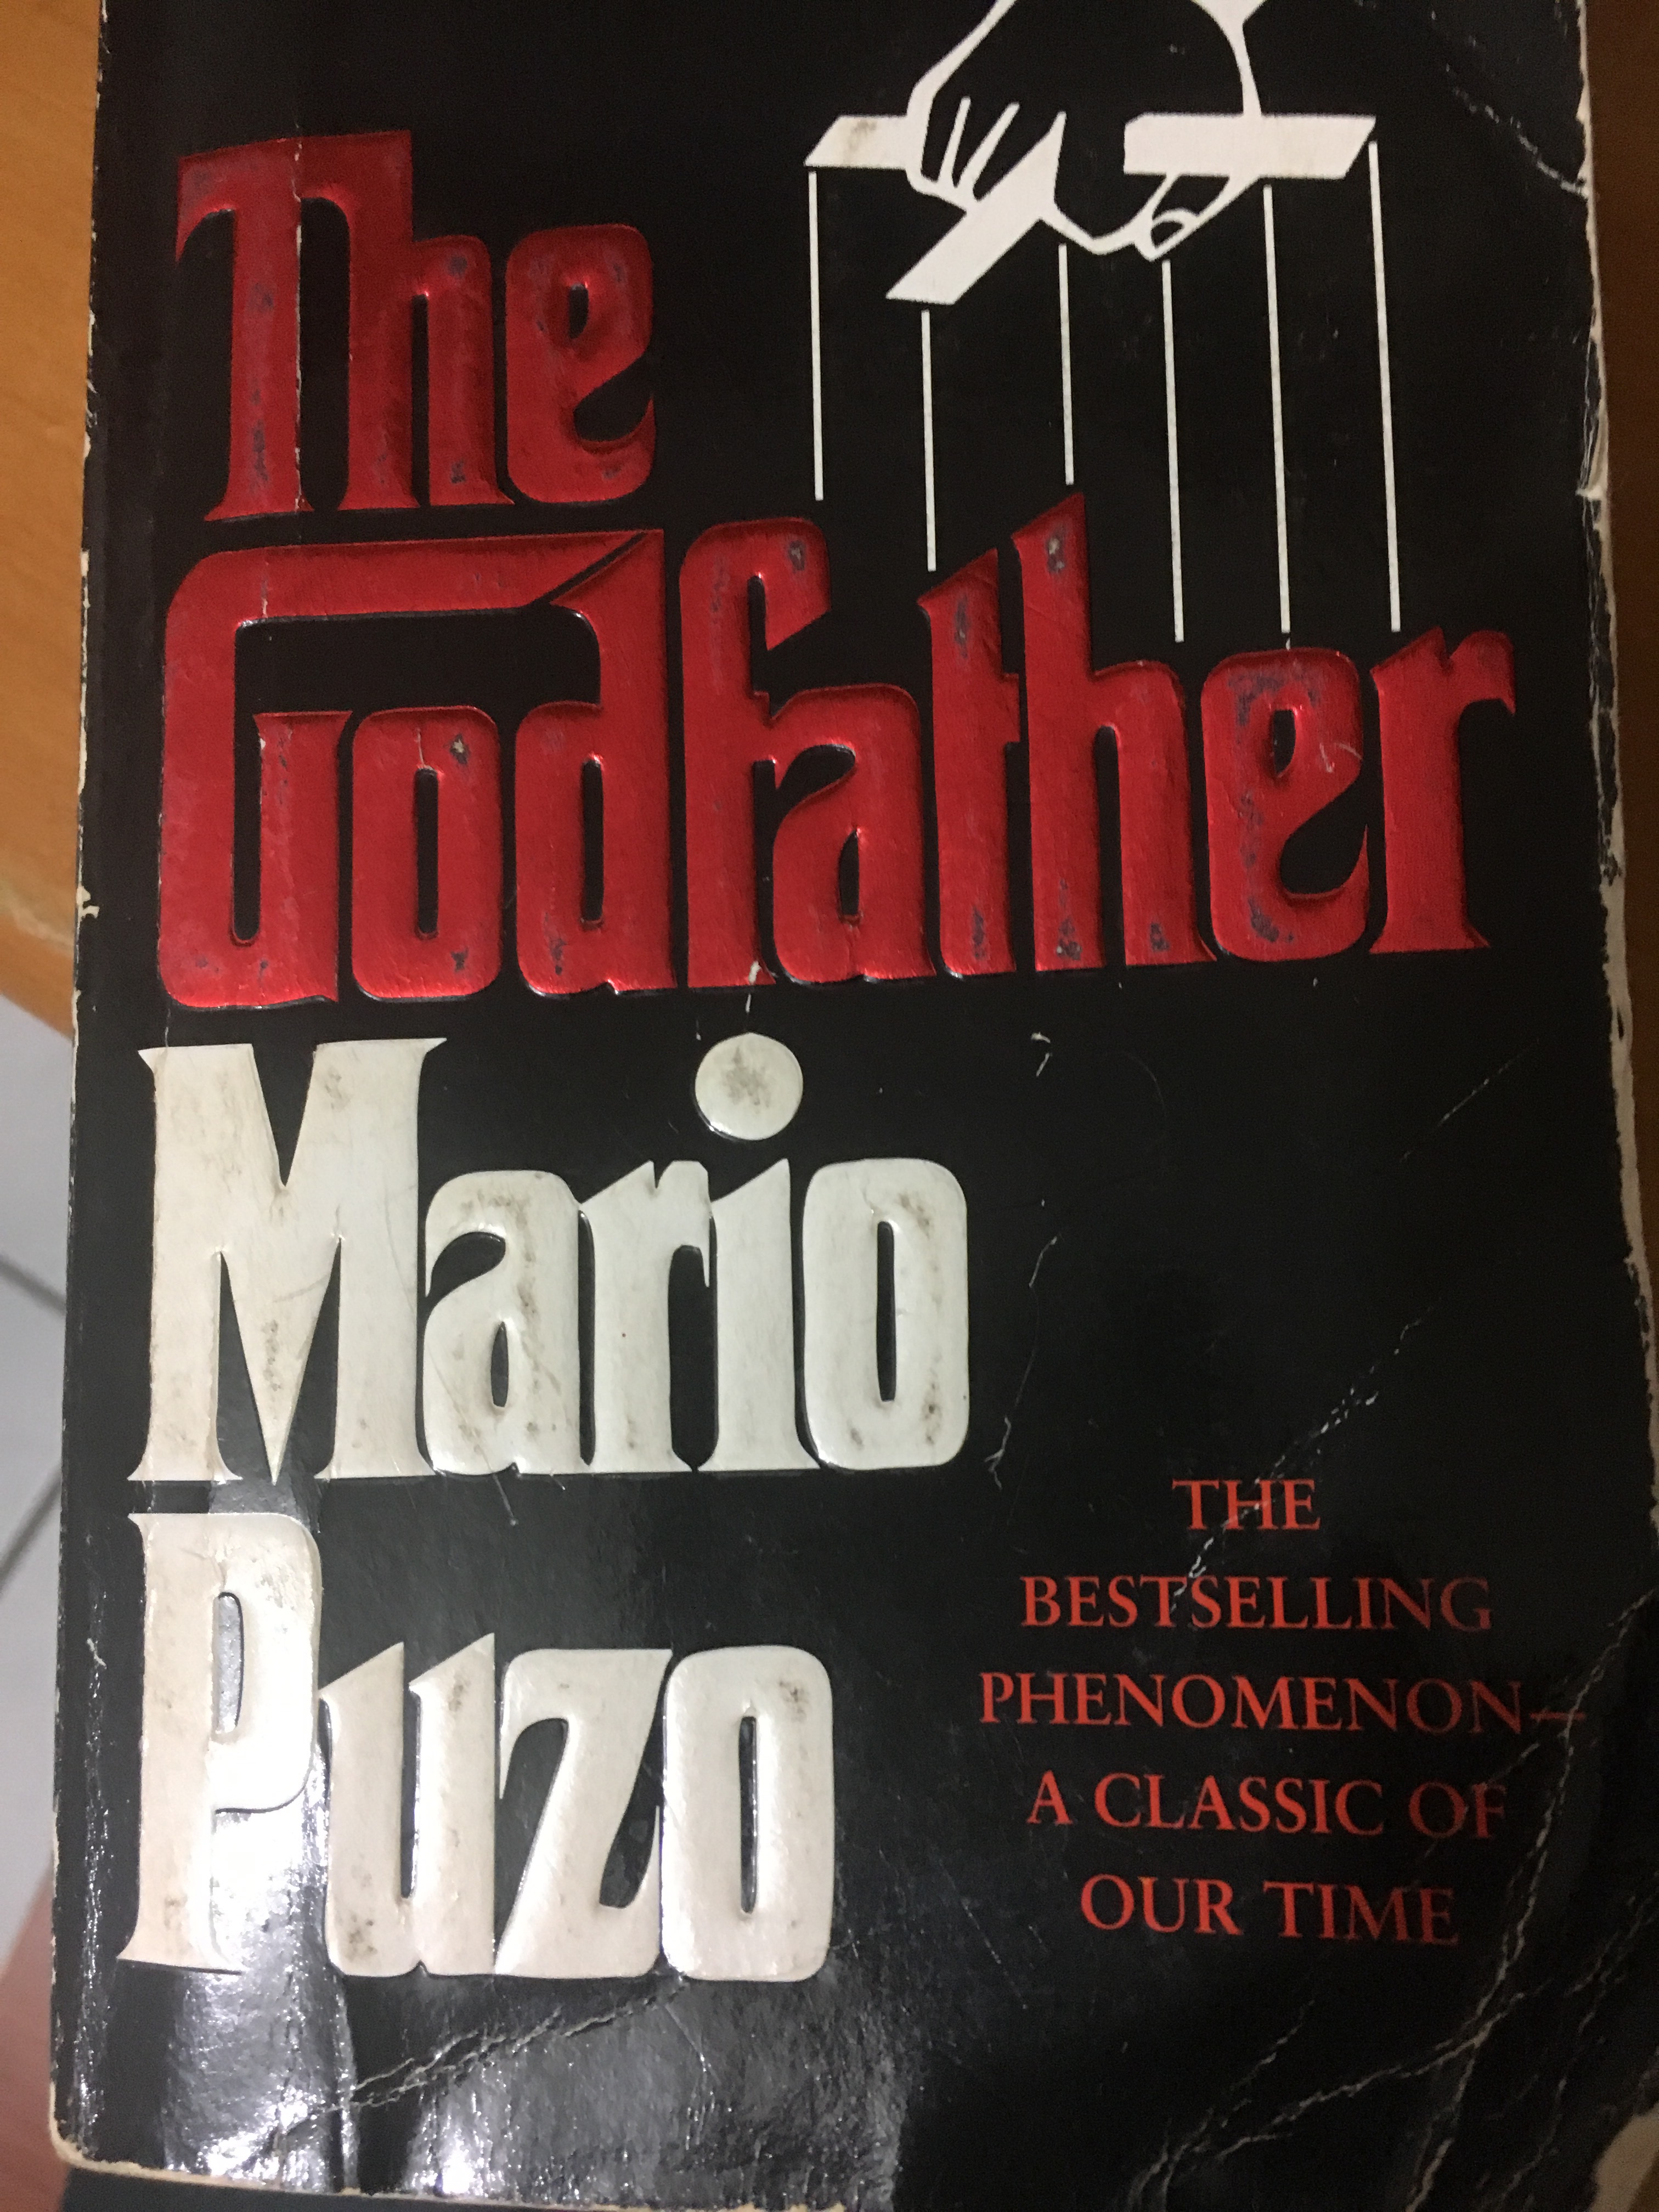 The
Godfather
Mario
Puzo
THE
BESTSELLING
PHENOMENON—
A CLASSIC OF
OUR TIME